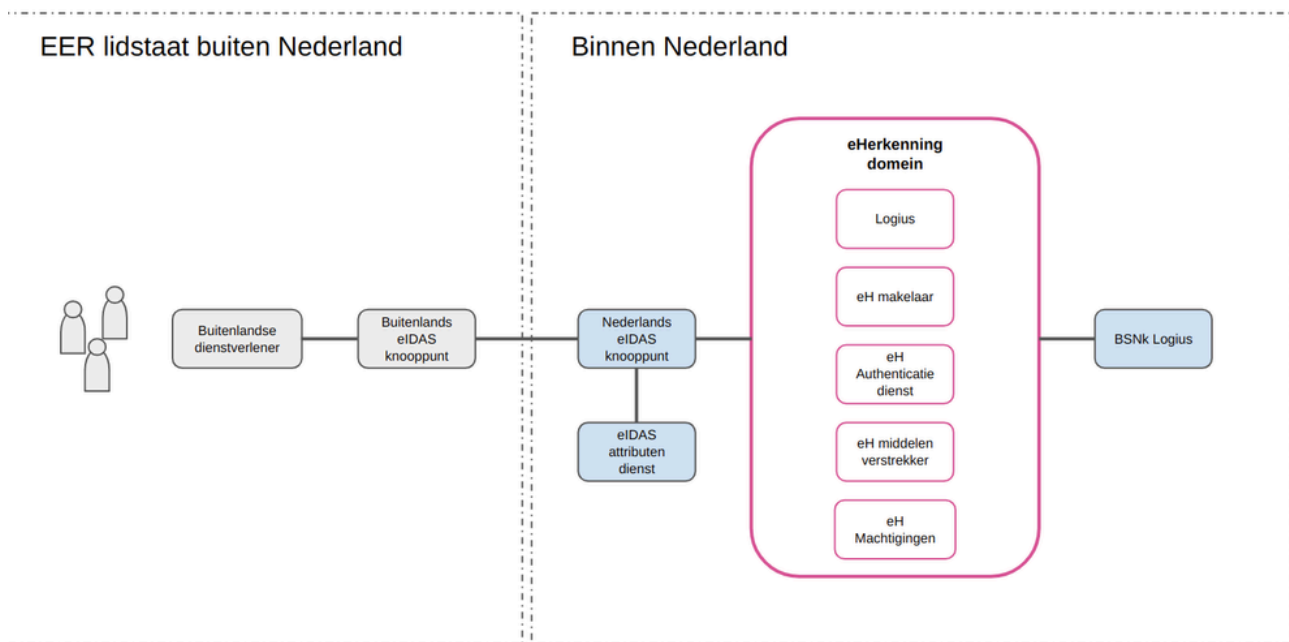 EER lidstaat buiten Nederland
Binnen Nederland
eHerkenning
domein
Logius
eH makelaar
Buitenlandse
dienstverlener
Buitenlands
eIDAS
knooppunt
Nederlands
eIDAS
knooppunt
eH
Authenticatie
dienst
BSNk Logius
eIDAS
attributen
dienst
eH middelen
verstrekker
eH
Machtigingen